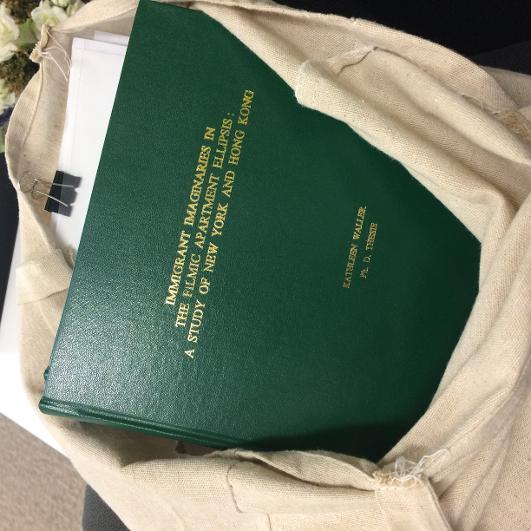 IMMIGRANT IMAGINARIES IN
THE FILMIC APARTMENT ELLIPSIS:
A STUDY OF NEW YORK AND HONG KONG
KATHLEEN WALLER
Ph. D. THESIS